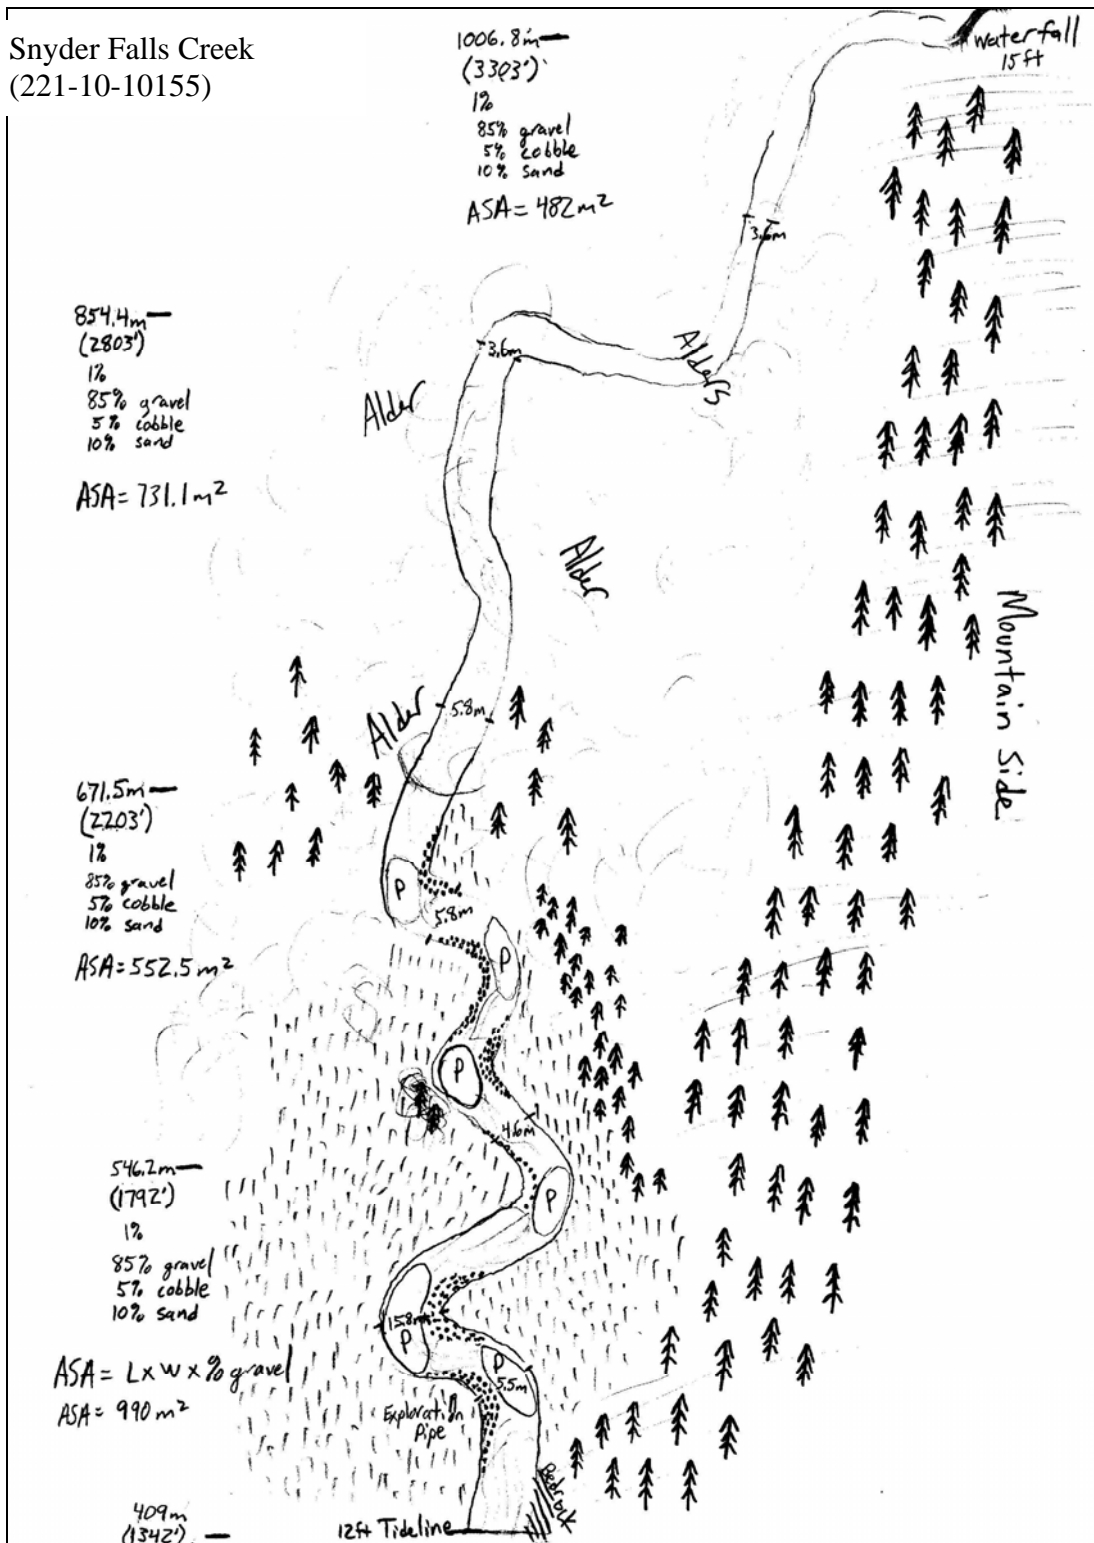 Snyder Falls Creek
(221-10-10155)
1006.8m
(3303')
1%
85% gravel
5% cobble
10% sand
ASA = 482m²
waterfall
15ft
3.6m
854.4m
(2803')
1%
85% gravel
5% cobble
10% sand
ASA = 731.1m²
3.6m
Alders
Alder
Alder
Mountain Side
Alder
5.8m
671.5m
(2203')
1%
85% gravel
5% cobble
10% sand
ASA = 552.5m²
P
5.8m
P
P
4.6m
P
546.2m
(1792')
1%
85% gravel
5% cobble
10% sand
ASA = L x W x % gravel
ASA = 990m²
15.8m
P
P
5.5m
Exploration
Pipe
Bedrock
409m
(1342')
12ft Tideline